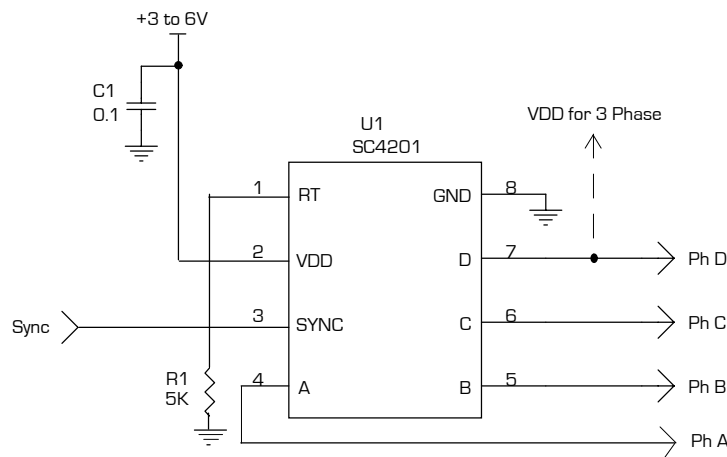 +3 to 6V
C1
0.1
U1
SC4201
VDD for 3 Phase
1
RT
GND
8
2
VDD
D
7
Ph D
Sync
3
SYNC
C
6
Ph C
R1
5K
4
A
B
5
Ph B
Ph A